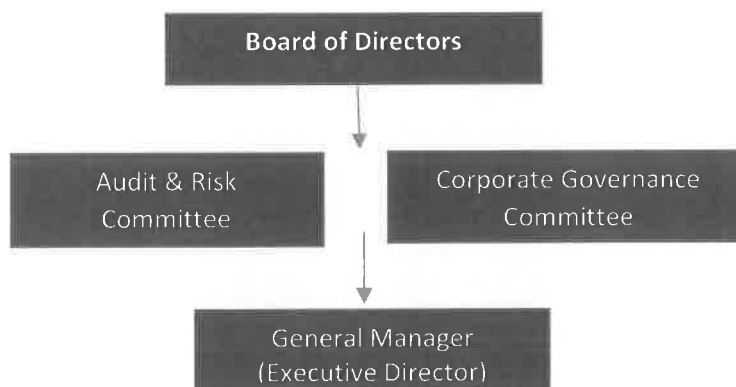 Board of Directors
Audit & Risk
Committee
Corporate Governance
Committee
General Manager
(Executive Director)